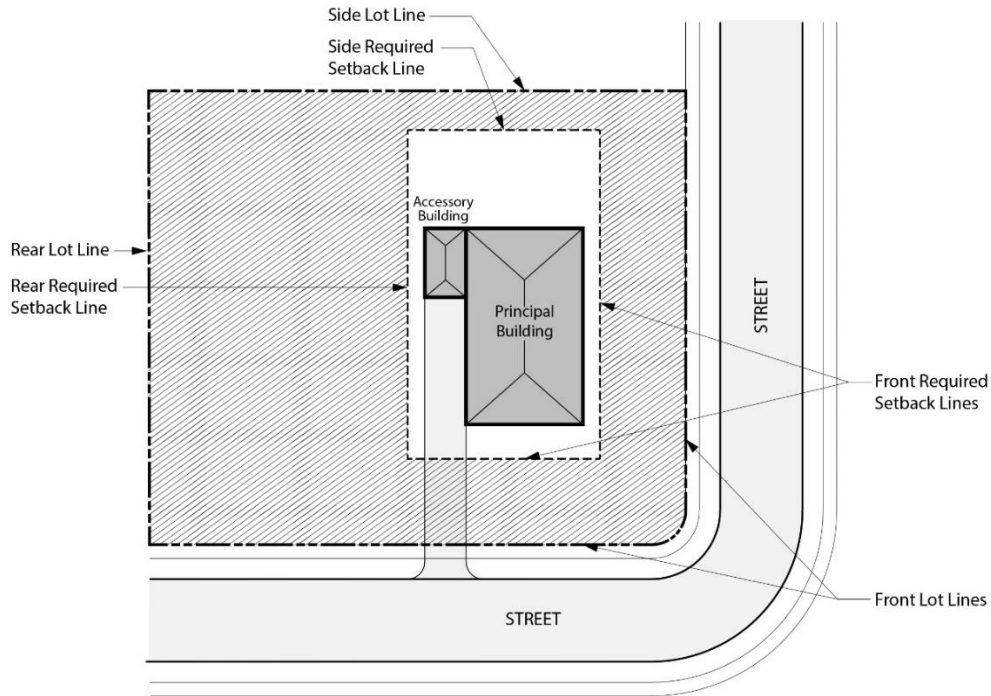 Side Lot Line
Side Required
Setback Line
Accessory
Building
Rear Lot Line
Rear Required
Setback Line
Principal
Building
STREET
Front Required
Setback Lines
Front Lot Lines
STREET